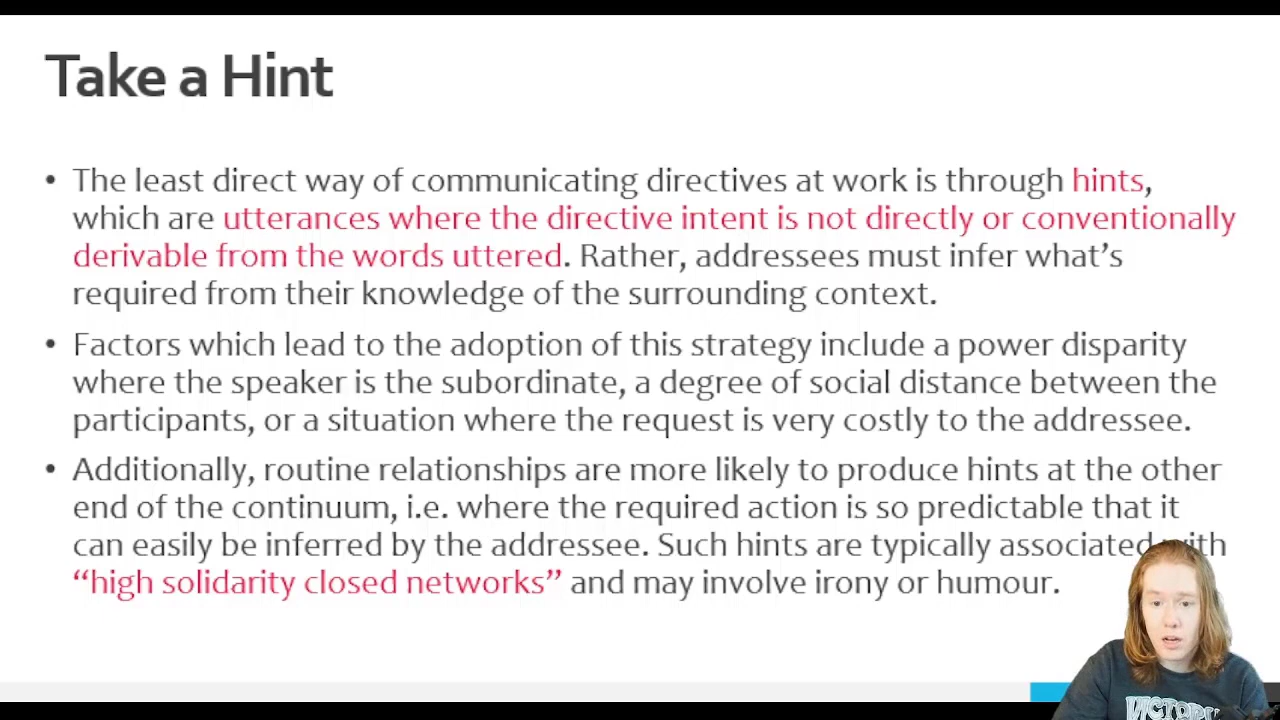 Take a Hint
• The least direct way of communicating directives at work is through hints,
which are utterances where the directive intent is not directly or conventionally
derivable from the words uttered. Rather, addressees must infer what’s
required from their knowledge of the surrounding context.
• Factors which lead to the adoption of this strategy include a power disparity
where the speaker is the subordinate, a degree of social distance between the
participants, or a situation where the request is very costly to the addressee.
• Additionally, routine relationships are more likely to produce hints at the other
end of the continuum, i.e. where the required action is so predictable that it
can easily be inferred by the addressee. Such hints are typically associated with
“high solidarity closed networks” and may involve irony or humour.
VICTORY